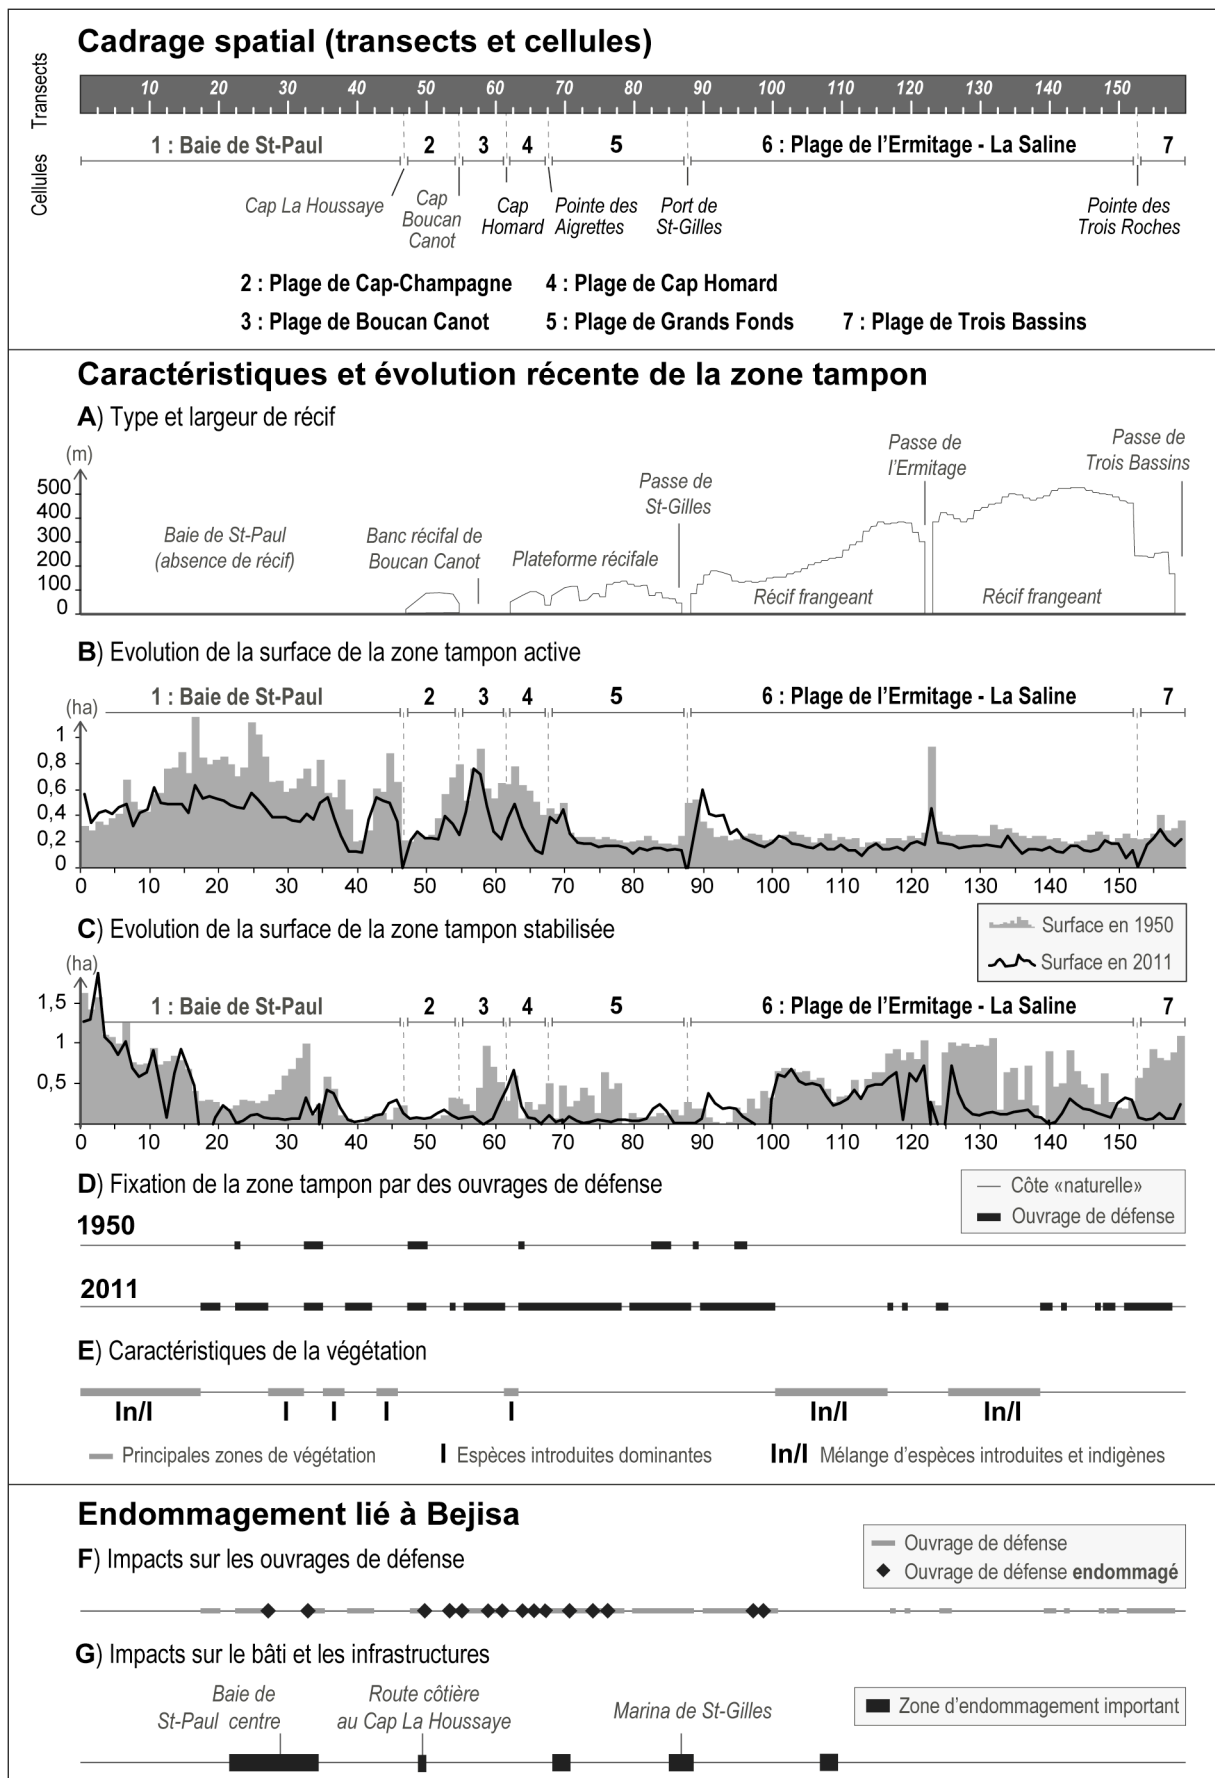 Cadrage spatial (transects et cellules)
Transects
10 20 30 40 50 60 70 80 90 100 110 120 130 140 150
Cellules
1 : Baie de St-Paul 2 3 4 5 6 : Plage de l'Ermitage - La Saline 7
Cap La Houssaye
Cap
Boucan
Canot
Cap
Homard
Pointe des
Aigrettes
Port de
St-Gilles
Pointe des
Trois Roches
2 : Plage de Cap-Champagne 4 : Plage de Cap Homard
3 : Plage de Boucan Canot 5 : Plage de Grands Fonds 7 : Plage de Trois Bassins
Caractéristiques et évolution récente de la zone tampon
A) Type et largeur de récif
(m)
500
400
300
200
100
0
Baie de St-Paul
(absence de récif)
Banc récifal de
Boucan Canot
Plateforme récifale
Passe de
St-Gilles
Passe de
l'Ermitage
Passe de
Trois Bassins
Récif frangeant
Récif frangeant
B) Evolution de la surface de la zone tampon active
(ha)
1 : Baie de St-Paul 2 3 4 5 6 : Plage de l'Ermitage - La Saline 7
1
0,8
0,6
0,4
0,2
0
0 10 20 30 40 50 60 70 80 90 100 110 120 130 140 150
Surface en 1950
Surface en 2011
C) Evolution de la surface de la zone tampon stabilisée
(ha)
1 : Baie de St-Paul 2 3 4 5 6 : Plage de l'Ermitage - La Saline 7
1,5
1
0,5
0 10 20 30 40 50 60 70 80 90 100 110 120 130 140 150
D) Fixation de la zone tampon par des ouvrages de défense
Côte «naturelle»
Ouvrage de défense
1950
2011
E) Caractéristiques de la végétation
In/I I I I I In/I In/I
Principales zones de végétation I Espèces introduites dominantes In/I Mélange d'espèces introduites et indigènes
Endommagement lié à Bejisa
F) Impacts sur les ouvrages de défense
Ouvrage de défense
Ouvrage de défense endommagé
G) Impacts sur le bâti et les infrastructures
Baie de
St-Paul centre
Route côtière
au Cap La Houssaye
Marina de St-Gilles
Zone d'endommagement important